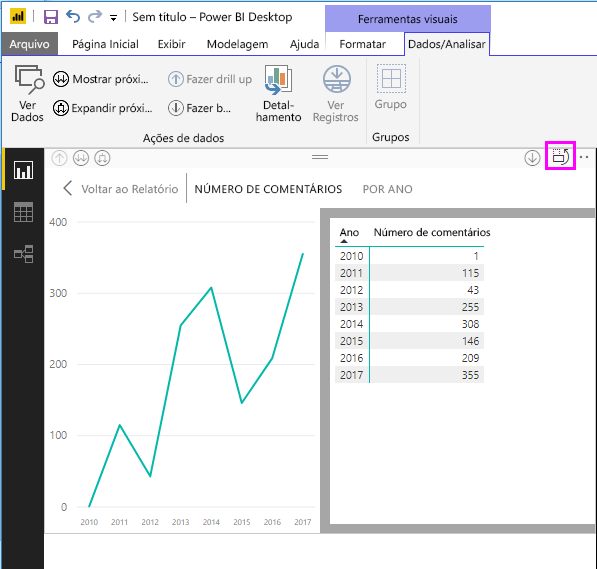 Sem título – Power BI Desktop
Ferramentas visuais
Arquivo Página Inicial Exibir Modelagem Ajuda Formatar Dados/Analisar
Ver Dados
Mostrar próxi...
Expandir próxi...
Fazer drill up
Fazer b...
Detal-
hamento
Ver
Registros
Grupo
Ações de dados
Grupos
Voltar ao Relatório NÚMERO DE COMENTÁRIOS POR ANO
400
300
200
100
0
2010 2011 2012 2013 2014 2015 2016 2017
Ano Número de comentários
2010 1
2011 115
2012 43
2013 255
2014 308
2015 146
2016 209
2017 355